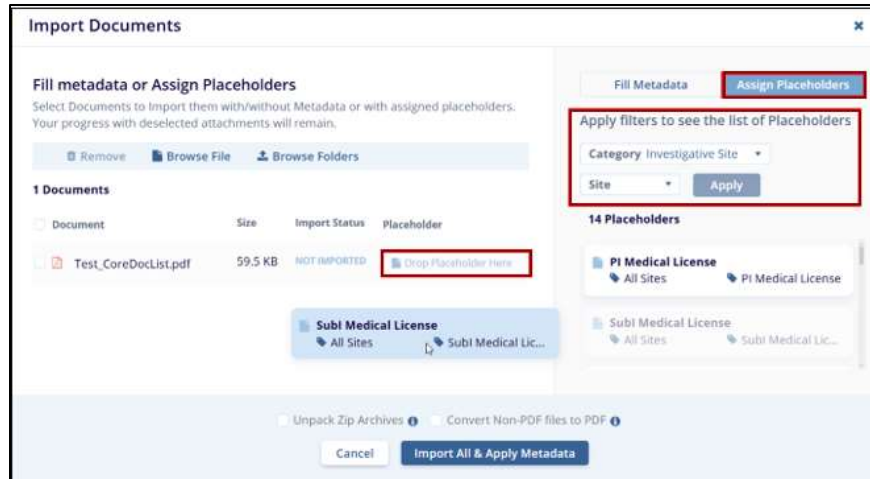 Import Documents
Fill metadata or Assign Placeholders
Select Documents to Import them with/without Metadata or with assigned placeholders.
Your progress with deselected attachments will remain.
Remove Browse File Browse Folders
1 Documents
Document Size Import Status Placeholder
Test_CoreDocList.pdf 59.5 KB NOT IMPORTED Drop Placeholder Here
SubI Medical License
All Sites SubI Medical Lic...
Fill Metadata Assign Placeholders
Apply filters to see the list of Placeholders
Category Investigative Site
Site Apply
14 Placeholders
PI Medical License
All Sites PI Medical License
SubI Medical License
All Sites SubI Medical Lic...
Unpack Zip Archives Convert Non-PDF files to PDF
Cancel Import All & Apply Metadata